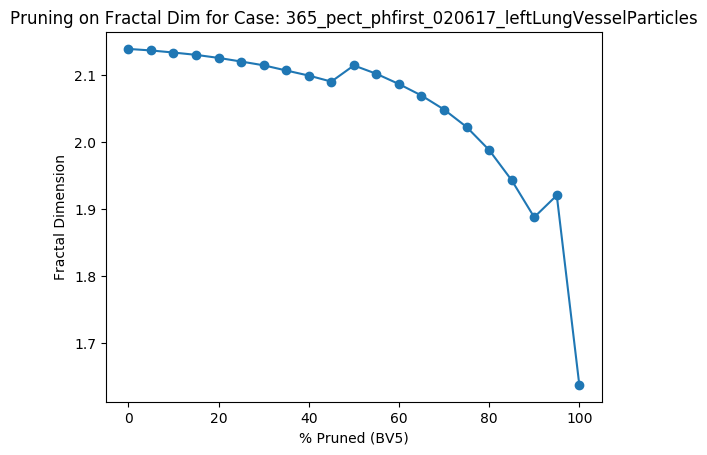 Pruning on Fractal Dim for Case: 365_pect_phfirst_020617_leftLungVesselParticles
2.1
2.0
1.9
1.8
1.7
Fractal Dimension
0 20 40 60 80 100
% Pruned (BV5)